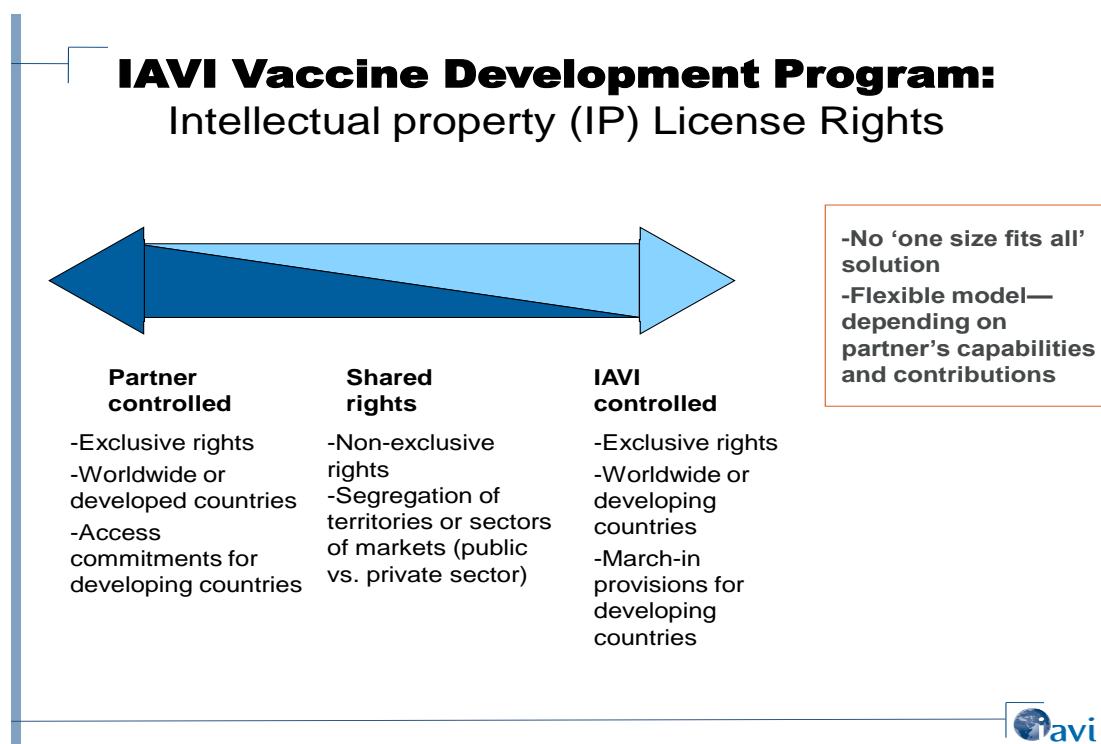 IAVI Vaccine Development Program:
Intellectual property (IP) License Rights
-No ‘one size fits all’
solution
-Flexible model—
depending on
partner’s capabilities
and contributions
Partner
controlled
-Exclusive rights
-Worldwide or
developed countries
-Access
commitments for
developing countries
Shared
rights
-Non-exclusive
rights
-Segregation of
territories or sectors
of markets (public
vs. private sector)
IAVI
controlled
-Exclusive rights
-Worldwide or
developing
countries
-March-in
provisions for
developing
countries
iavi